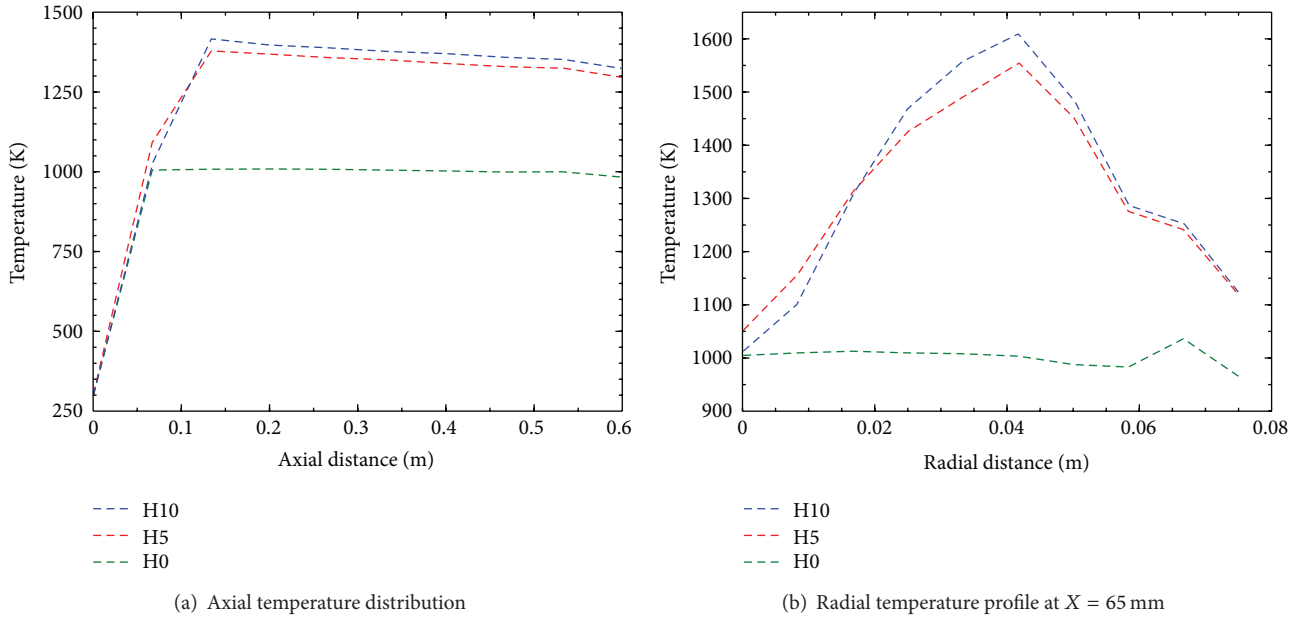 1500
1250
1000
750
500
250
Temperature (K)
0
0.1
0.2
0.3
0.4
0.5
0.6
Axial distance (m)
H10
H5
H0
(a) Axial temperature distribution
1600
1500
1400
1300
1200
1100
1000
900
Temperature (K)
0
0.02
0.04
0.06
0.08
Radial distance (m)
H10
H5
H0
(b) Radial temperature profile at X = 65 mm